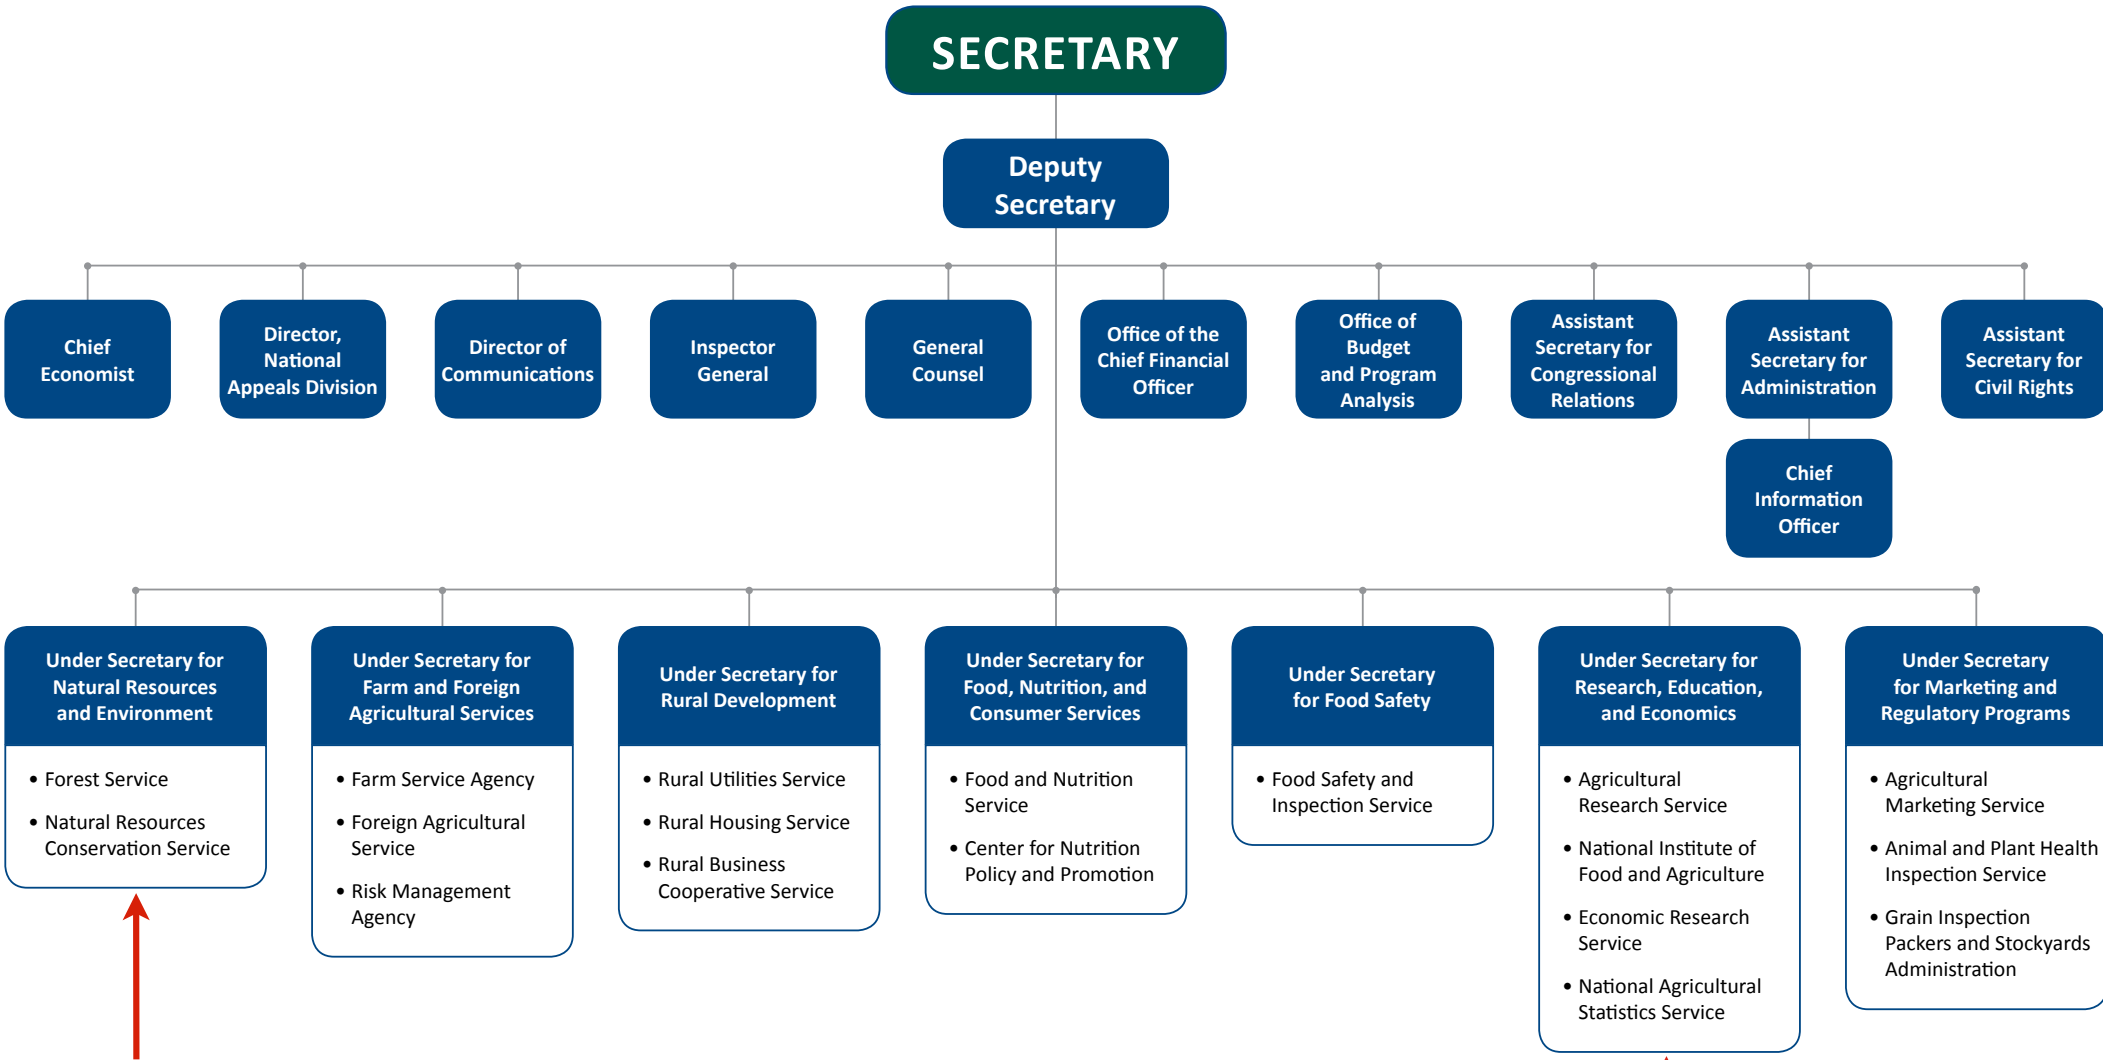 SECRETARY
Deputy
Secretary
Chief
Economist
Director,
National
Appeals Division
Director of
Communications
Inspector
General
General
Counsel
Office of the
Chief Financial
Officer
Office of
Budget
and Program
Analysis
Assistant
Secretary for
Congressional
Relations
Assistant
Secretary for
Administration
Assistant
Secretary for
Civil Rights
Chief
Information
Officer
Under Secretary for
Natural Resources
and Environment
• Forest Service
• Natural Resources
Conservation Service
Under Secretary for
Farm and Foreign
Agricultural Services
• Farm Service Agency
• Foreign Agricultural
Service
• Risk Management
Agency
Under Secretary for
Rural Development
• Rural Utilities Service
• Rural Housing Service
• Rural Business
Cooperative Service
Under Secretary for
Food, Nutrition, and
Consumer Services
• Food and Nutrition
Service
• Center for Nutrition
Policy and Promotion
Under Secretary
for Food Safety
• Food Safety and
Inspection Service
Under Secretary for
Research, Education,
and Economics
• Agricultural
Research Service
• National Institute of
Food and Agriculture
• Economic Research
Service
• National Agricultural
Statistics Service
Under Secretary
for Marketing and
Regulatory Programs
• Agricultural
Marketing Service
• Animal and Plant Health
Inspection Service
• Grain Inspection
Packers and Stockyards
Administration